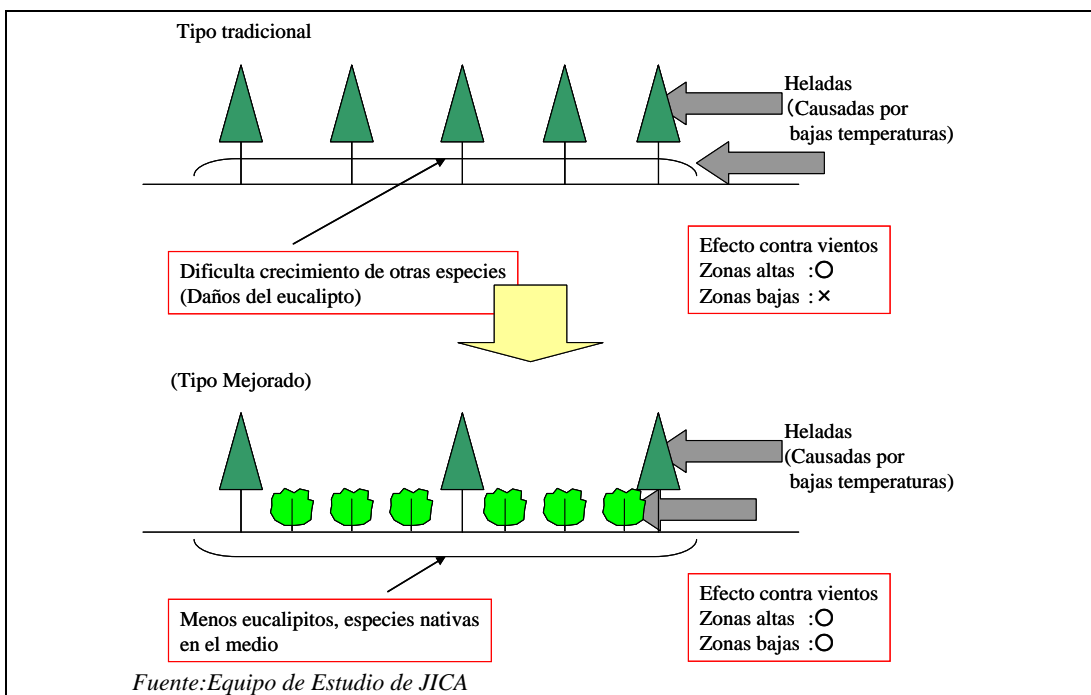 Tipo tradicional
Heladas
(Causadas por
bajas temperaturas)
Dificulta crecimiento de otras especies
(Daños del eucalipto)
Efecto contra vientos
Zonas altas :○
Zonas bajas :×
(Tipo Mejorado)
Heladas
(Causadas por
bajas temperaturas)
Menos eucalipitos, especies nativas
en el medio
Efecto contra vientos
Zonas altas :○
Zonas bajas :○
Fuente:Equipo de Estudio de JICA